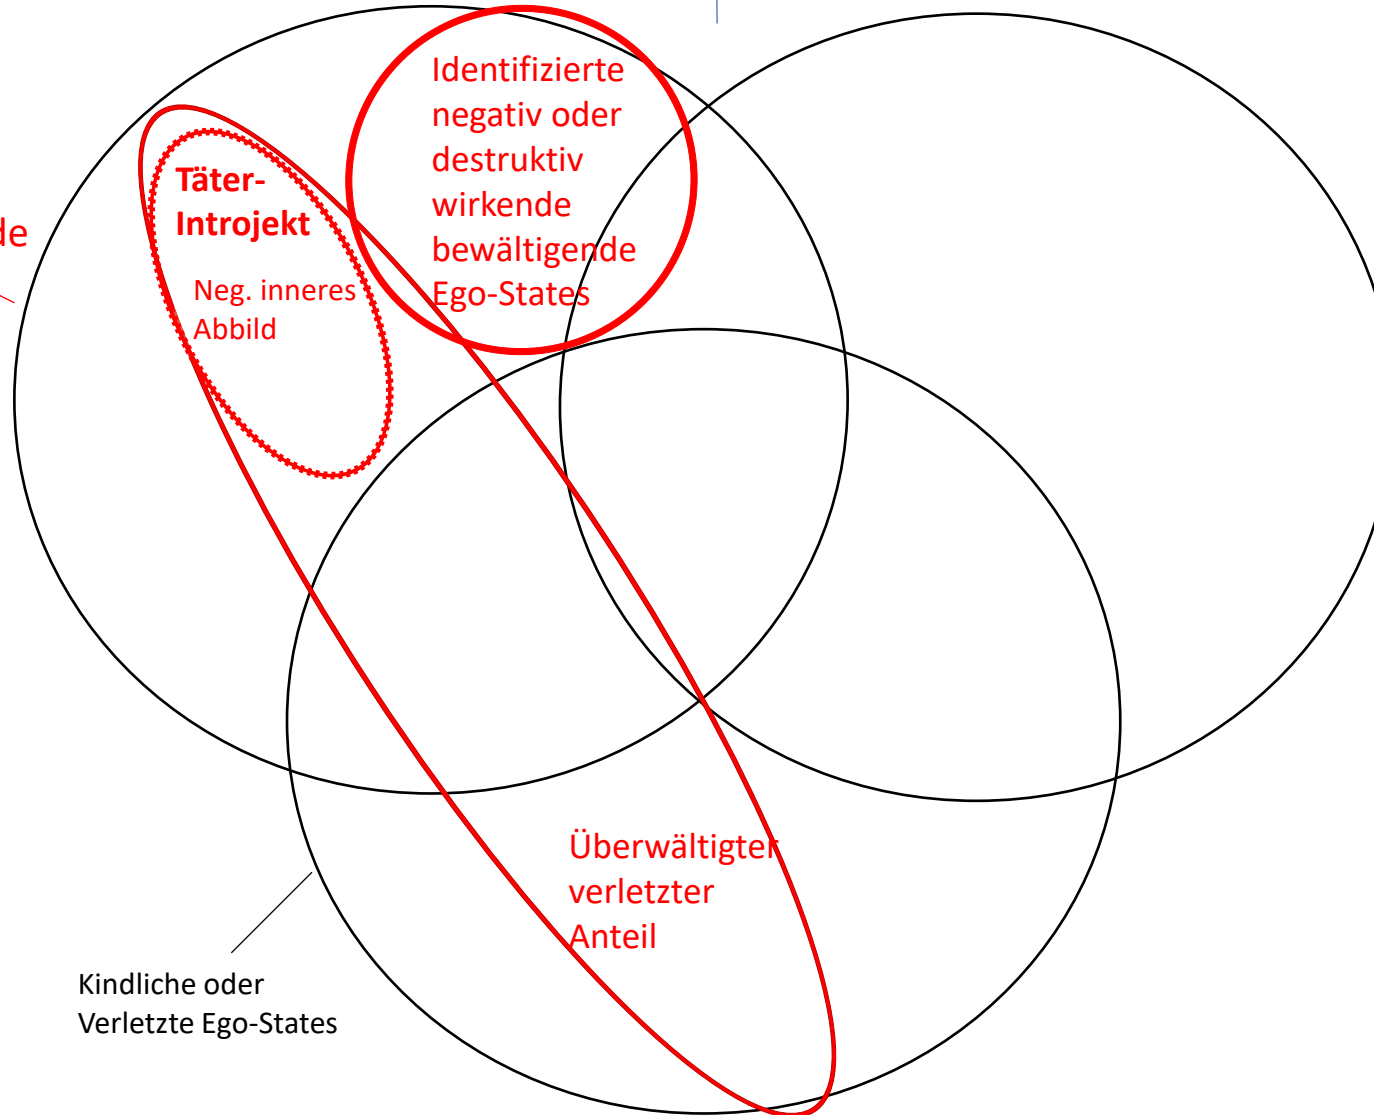 Identifizierte
negativ oder
destruktiv
wirkende
bewältigende
Ego-States
Täter-
Introjekt
Neg. inneres
Abbild
Überwältigter
verletzter
Anteil
Kindliche oder
Verletzte Ego-States